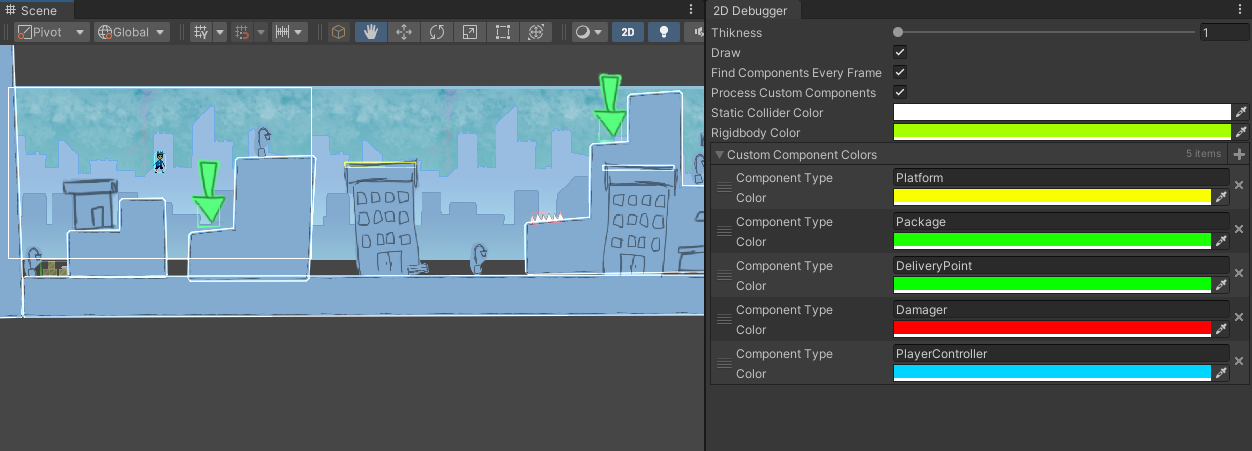 Scene
2D Debugger
Pivot
Global
2D
Thikness
1
Draw
Find Components Every Frame
Process Custom Components
Static Collider Color
Rigidbody Color
Custom Component Colors
5 items
Component Type
Platform
Color
Component Type
Package
Color
Component Type
DeliveryPoint
Color
Component Type
Damager
Color
Component Type
PlayerController
Color